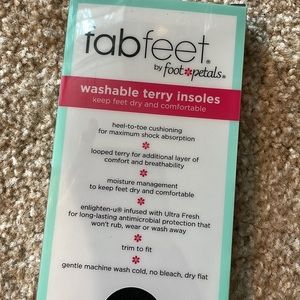 fabfeet®
by foot petals®
washable terry insoles
keep feet dry and comfortable
heel-to-toe cushioning
for maximum shock absorption
looped terry for additional layer of
comfort and breathability
moisture management
to keep feet dry and comfortable
enlighten-u® infused with Ultra Fresh
for long-lasting antimicrobial protection that
won't rub, wear or wash away
trim to fit
gentle machine wash cold, no bleach, dry flat